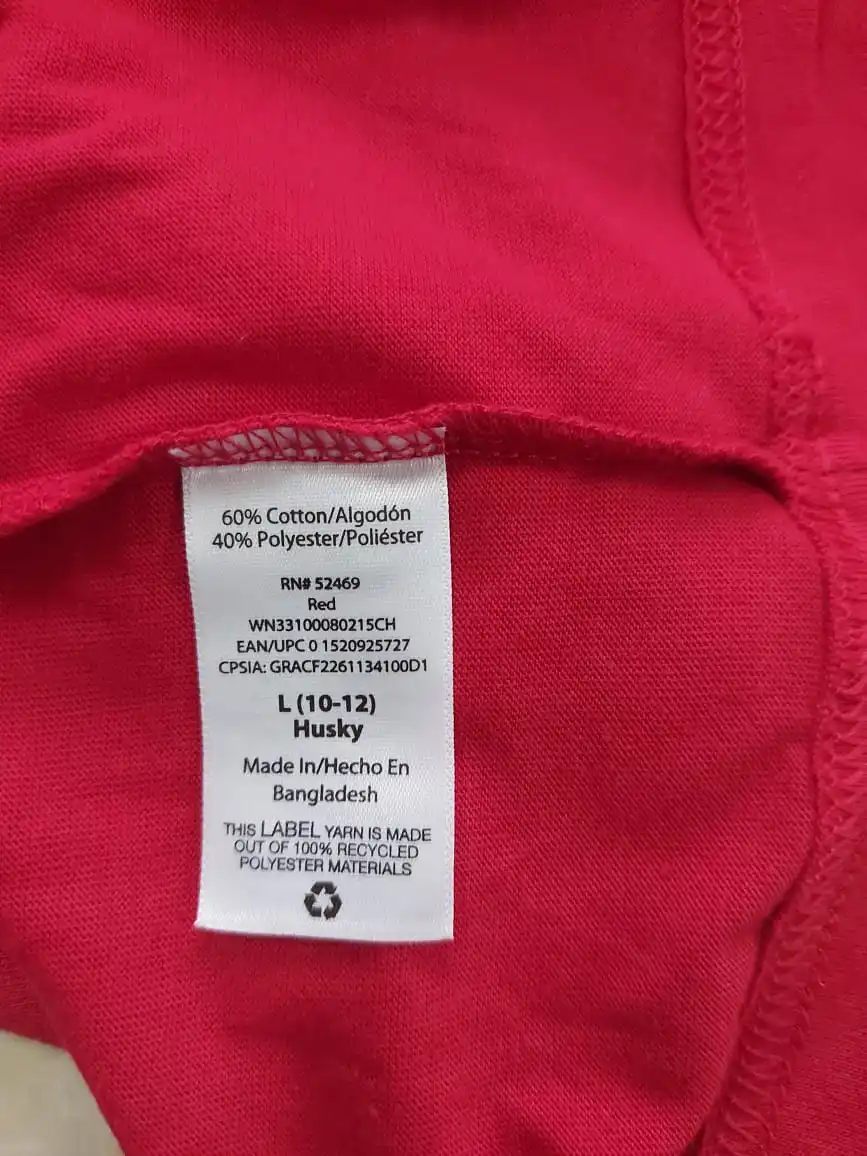 60% Cotton/Algodón
40% Polyester/Poliéster
RN# 52469
Red
WN33100080215CH
EAN/UPC 0 1520925727
CPSIA: GRACF2261134100D1
L (10-12)
Husky
Made In/Hecho En
Bangladesh
THIS LABEL YARN IS MADE
OUT OF 100% RECYCLED
POLYESTER MATERIALS